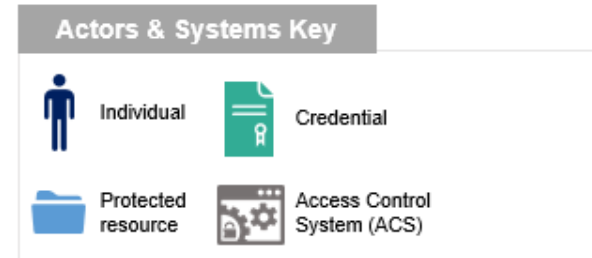 Actors & Systems Key
Individual
Credential
Protected
resource
Access Control
System (ACS)